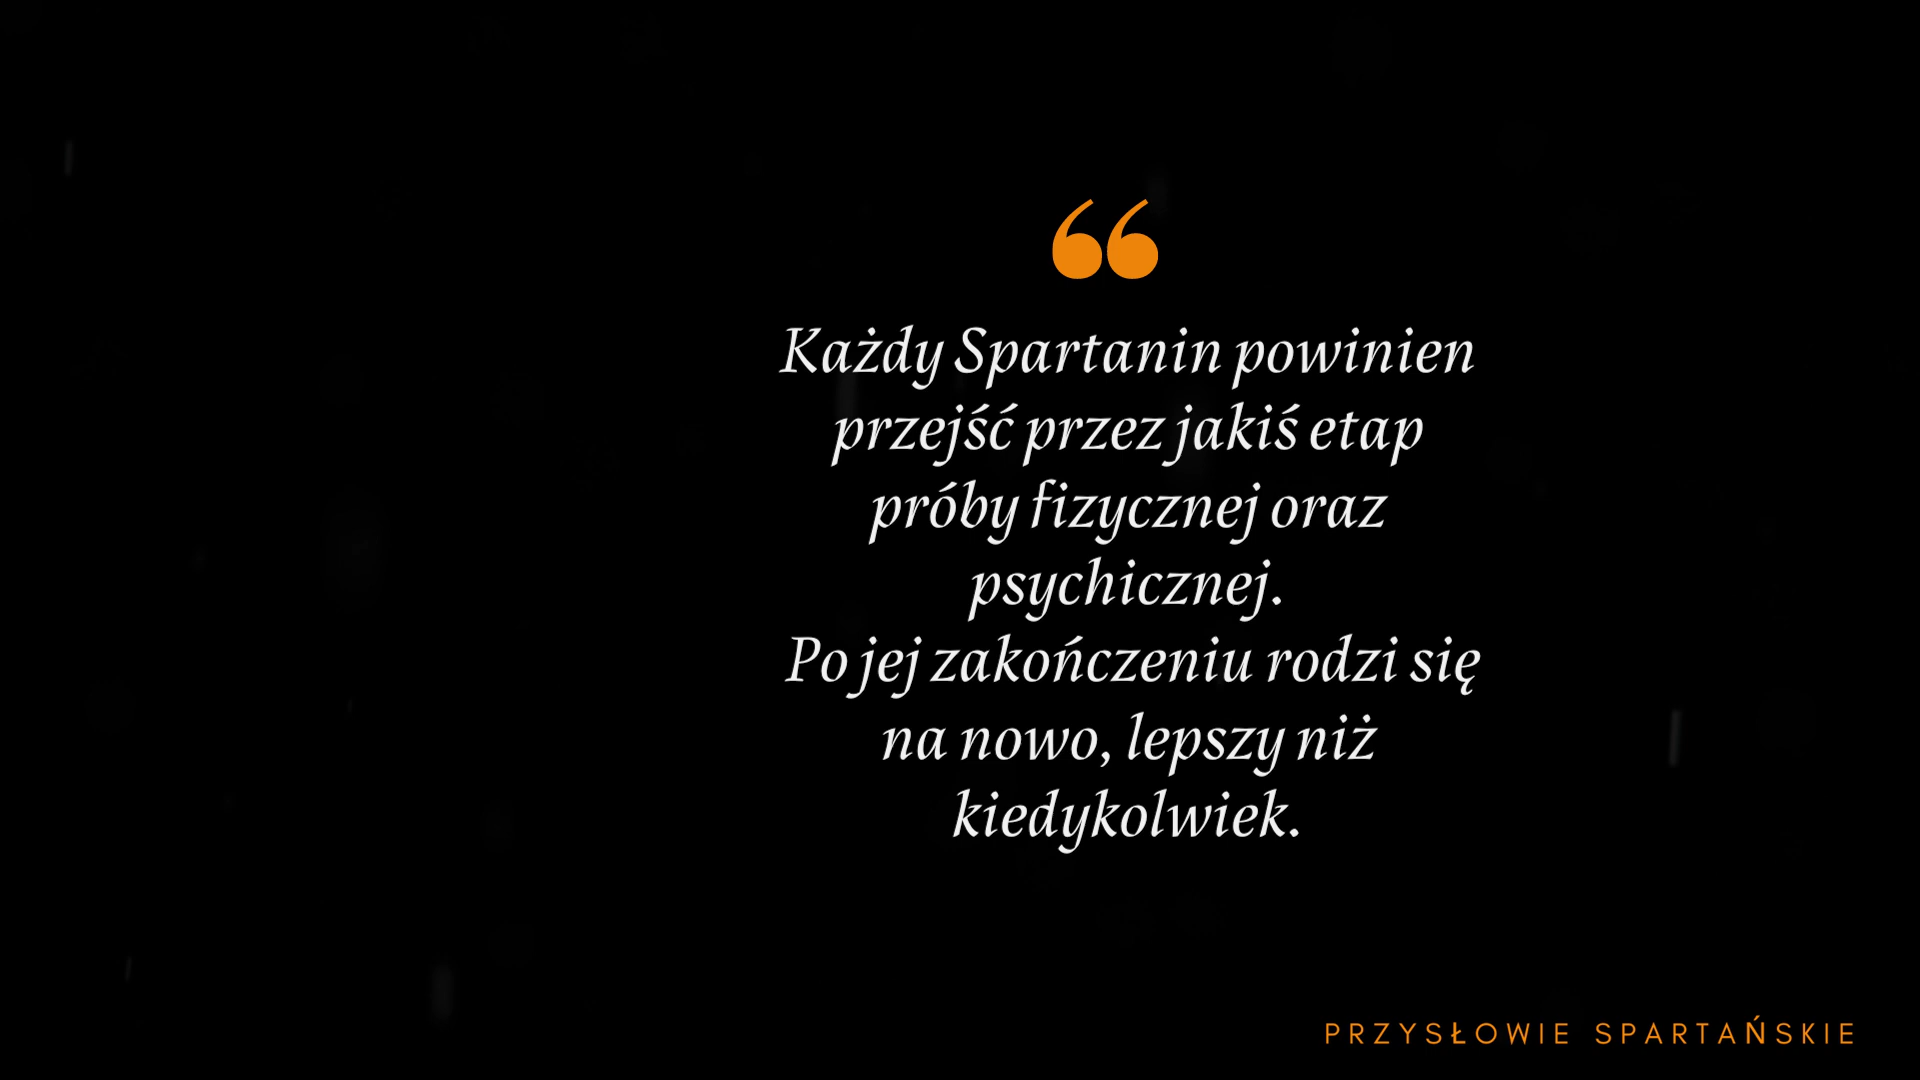 “
Każdy Spartanin powinien
przejść przez jakiś etap
próby fizycznej oraz
psychicznej.
Po jej zakończeniu rodzi się
na nowo, lepszy niż
kiedykolwiek.
PRZYSŁOWIE SPARTAŃSKIE